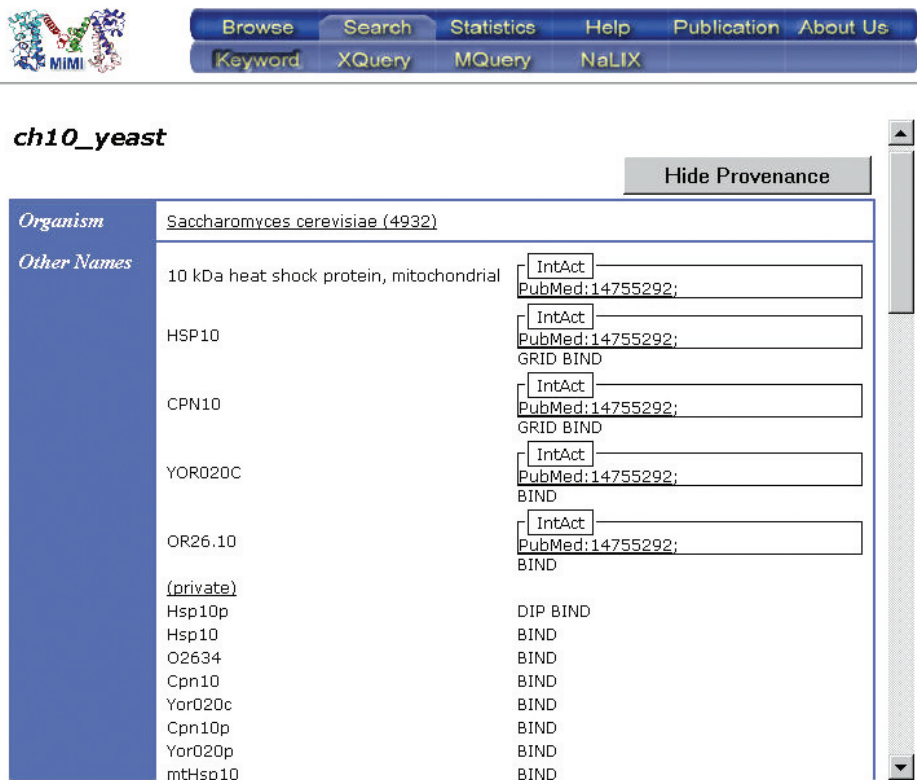 MiMI
Browse Search Statistics Help Publication About Us
Keyword XQuery MQuery NaLIX
ch10_yeast
Hide Provenance
Organism Saccharomyces cerevisiae (4932)
Other Names
10 kDa heat shock protein, mitochondrial IntAct
PubMed:14755292;
HSP10 IntAct
PubMed:14755292;
GRID BIND
CPN10 IntAct
PubMed:14755292;
GRID BIND
YOR020C IntAct
PubMed:14755292;
BIND
OR26.10 IntAct
PubMed:14755292;
BIND
(private)
Hsp10p DIP BIND
Hsp10 BIND
O2634 BIND
Cpn10 BIND
Yor020c BIND
Cpn10p BIND
Yor020p BIND
mtHsp10 BIND